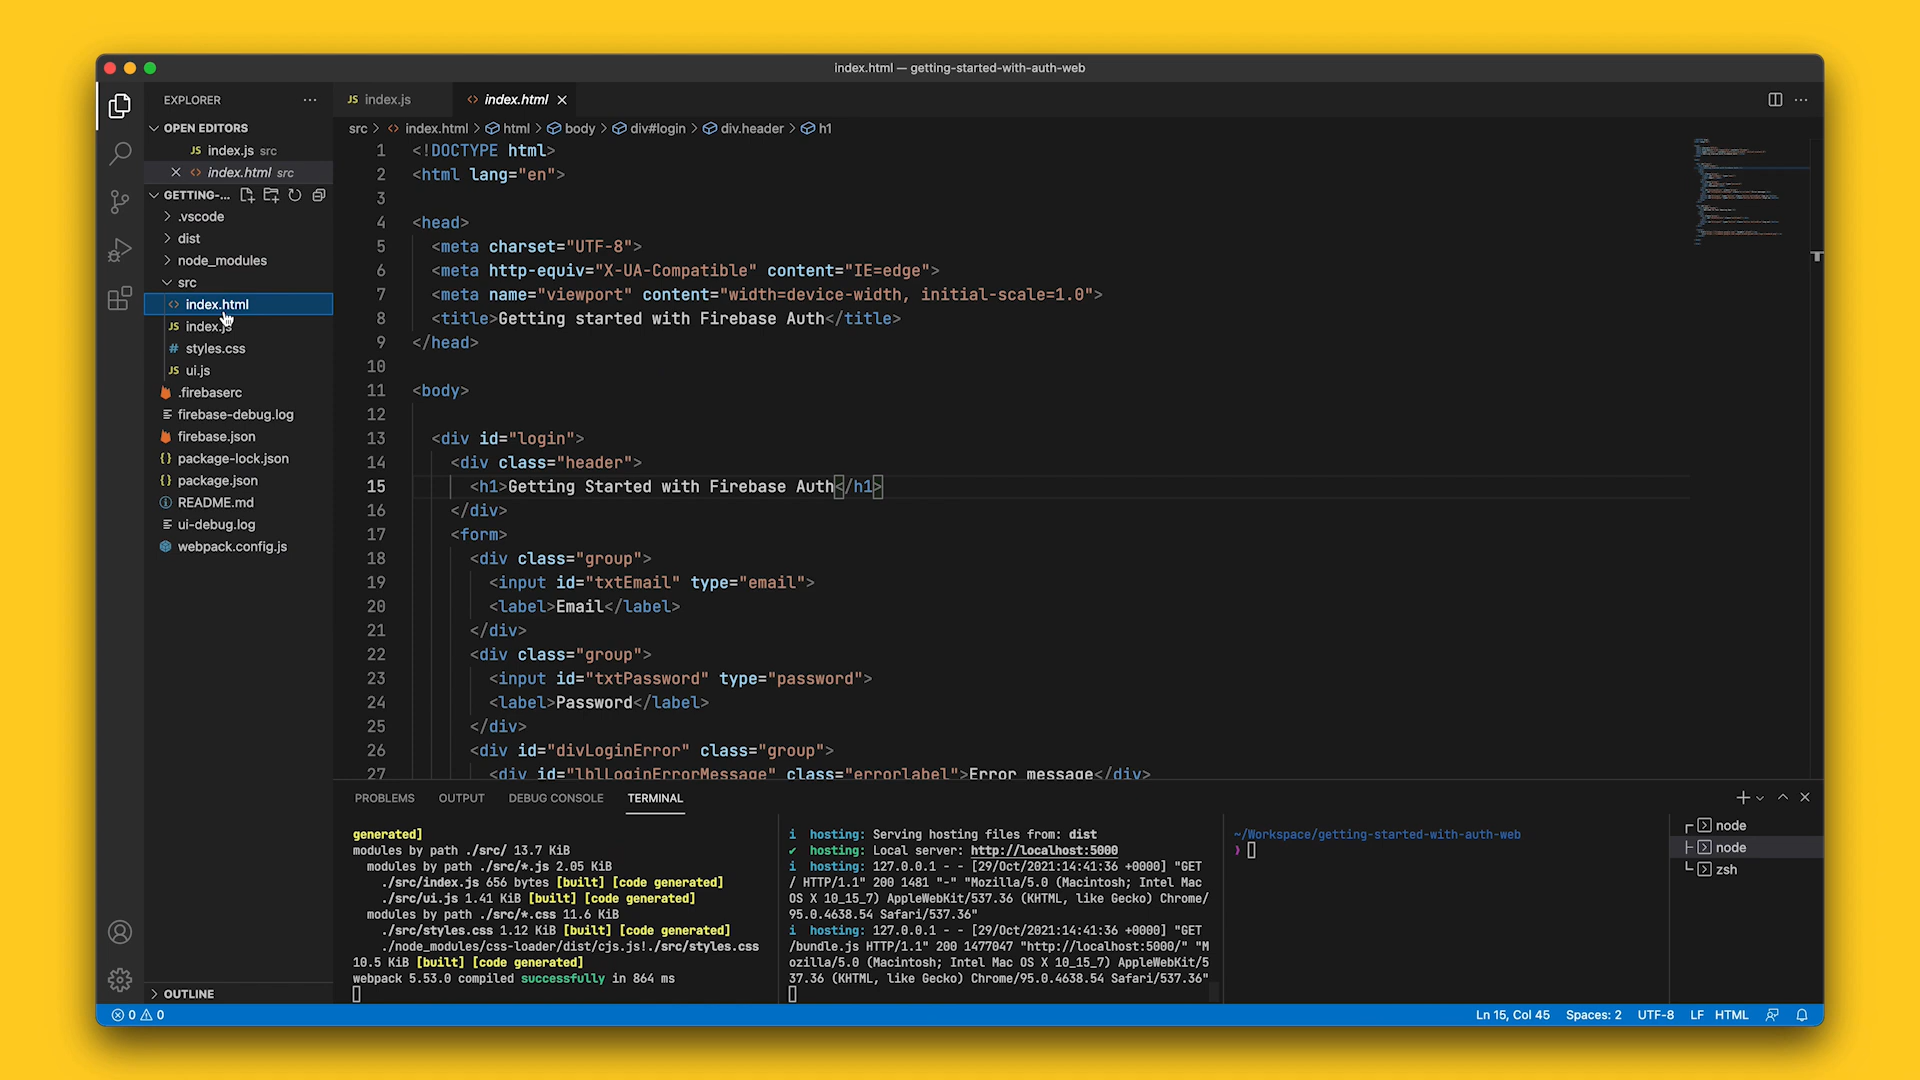 index.html — getting-started-with-auth-web
EXPLORER
OPEN EDITORS
JS index.js src
<> index.html src
GETTING-...
.vscode
dist
node_modules
src
<> index.html
JS index.js
# styles.css
JS ui.js
.firebaserc
firebase-debug.log
firebase.json
{} package-lock.json
{} package.json
README.md
ui-debug.log
webpack.config.js
OUTLINE
JS index.js
<> index.html
src > <> index.html > html > body > div#login > div.header > h1
1 <!DOCTYPE html>
2 <html lang="en">
3
4 <head>
5 <meta charset="UTF-8">
6 <meta http-equiv="X-UA-Compatible" content="IE=edge">
7 <meta name="viewport" content="width=device-width, initial-scale=1.0">
8 <title>Getting started with Firebase Auth</title>
9 </head>
10
11 <body>
12
13 <div id="login">
14 <div class="header">
15 <h1>Getting Started with Firebase Auth</h1>
16 </div>
17 <form>
18 <div class="group">
19 <input id="txtEmail" type="email">
20 <label>Email</label>
21 </div>
22 <div class="group">
23 <input id="txtPassword" type="password">
24 <label>Password</label>
25 </div>
26 <div id="divLoginError" class="group">
27 <div id="lblLoginErrorMessage" class="errorlabel">Error message</div>
PROBLEMS OUTPUT DEBUG CONSOLE TERMINAL
generated]
modules by path ./src/ 13.7 KiB
modules by path ./src/*.js 2.05 KiB
./src/index.js 656 bytes [built] [code generated]
./src/ui.js 1.41 KiB [built] [code generated]
modules by path ./src/*.css 11.6 KiB
./src/styles.css 1.12 KiB [built] [code generated]
./node_modules/css-loader/dist/cjs.js!./src/styles.css
10.5 KiB [built] [code generated]
webpack 5.53.0 compiled successfully in 864 ms
i hosting: Serving hosting files from: dist
✔ hosting: Local server: http://localhost:5000
i hosting: 127.0.0.1 - - [29/Oct/2021:14:41:36 +0000] "GET
/ HTTP/1.1" 200 1481 "-" "Mozilla/5.0 (Macintosh; Intel Mac
OS X 10_15_7) AppleWebKit/537.36 (KHTML, like Gecko) Chrome/
95.0.4638.54 Safari/537.36"
i hosting: 127.0.0.1 - - [29/Oct/2021:14:41:36 +0000] "GET
/bundle.js HTTP/1.1" 200 1477047 "http://localhost:5000/" "M
ozilla/5.0 (Macintosh; Intel Mac OS X 10_15_7) AppleWebKit/5
37.36 (KHTML, like Gecko) Chrome/95.0.4638.54 Safari/537.36"
~/Workspace/getting-started-with-auth-web
❯
node
node
zsh
0 0
Ln 15, Col 45 Spaces: 2 UTF-8 LF HTML